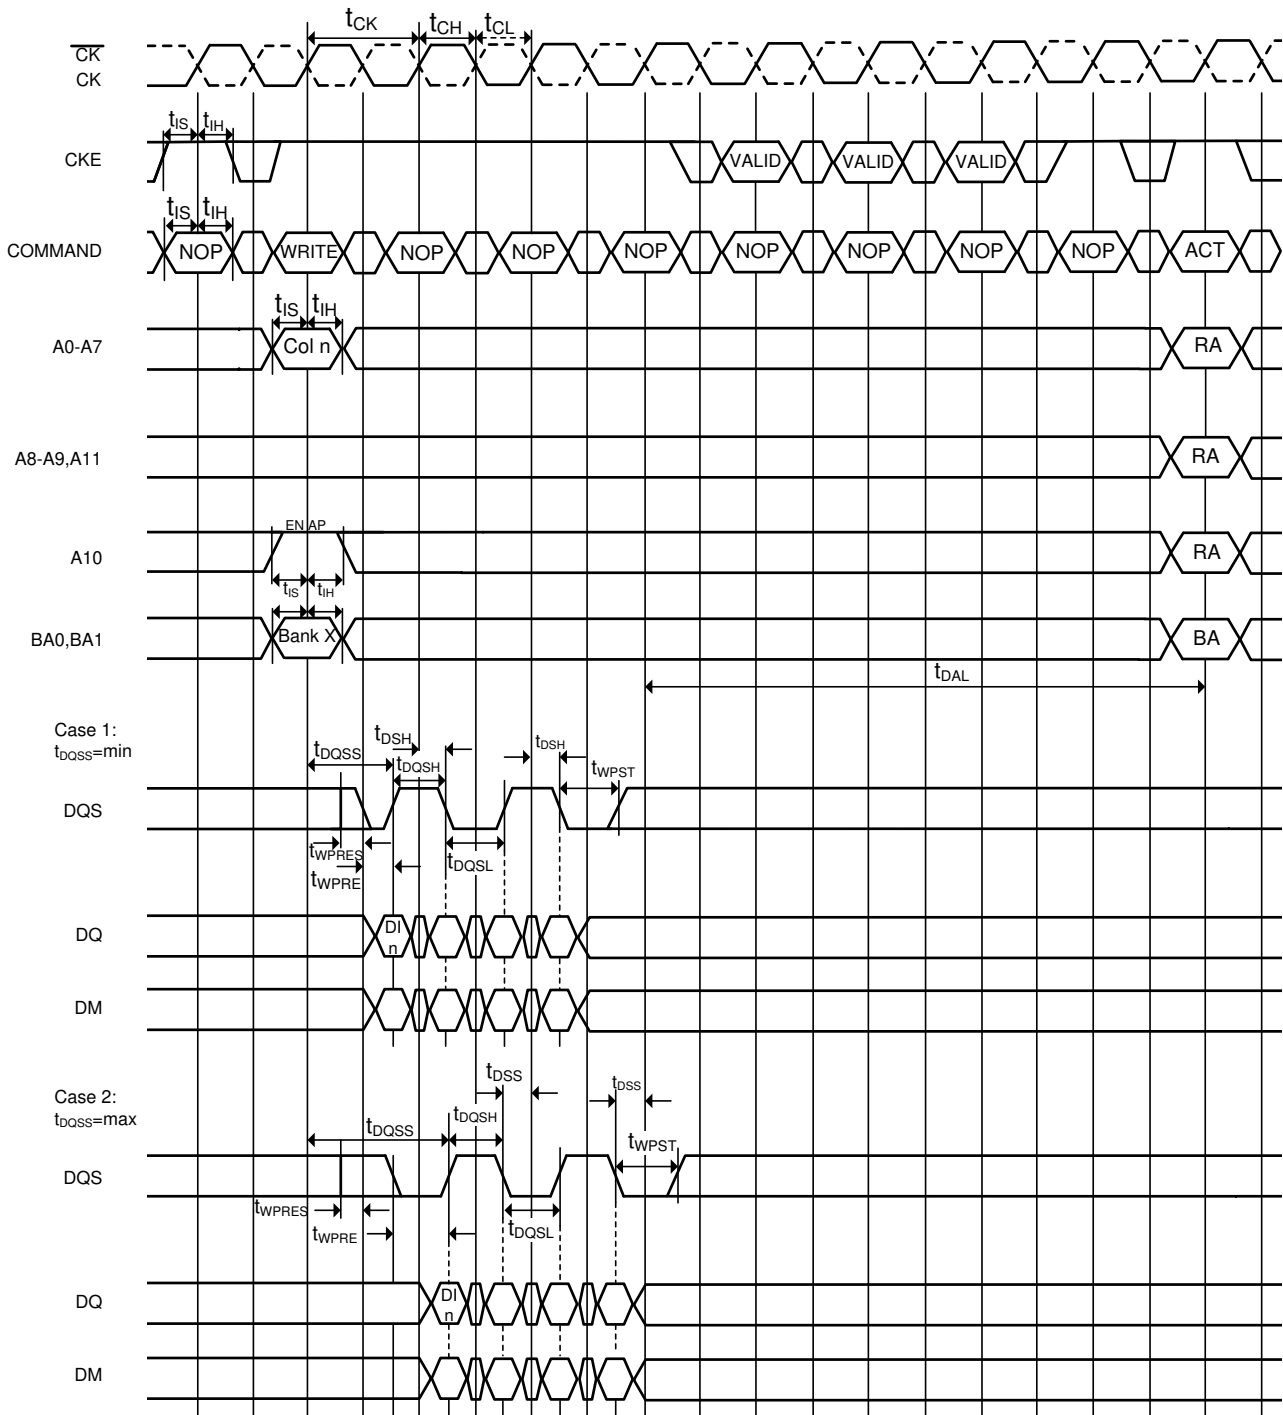 tCK tCH tCL
CK
CK
tIS tIH
CKE VALID VALID VALID
tIS tIH
COMMAND NOP WRITE NOP NOP NOP NOP NOP NOP NOP ACT
tIS tIH
A0-A7 Col n RA
A8-A9,A11 RA
EN AP
A10 RA
tIS tIH
BA0,BA1 Bank X BA
tDAL
Case 1:
tDQSS=min
tDSH tDSH
tDQSS tDQSH tWPST
DQS
tWPRES tDQSL
tWPRE
DQ DI
n
DM
Case 2:
tDQSS=max
tDSS tDSS
tDQSS tDQSH tWPST
DQS
tWPRES
tWPRE tDQSL
DQ DI
n
DM